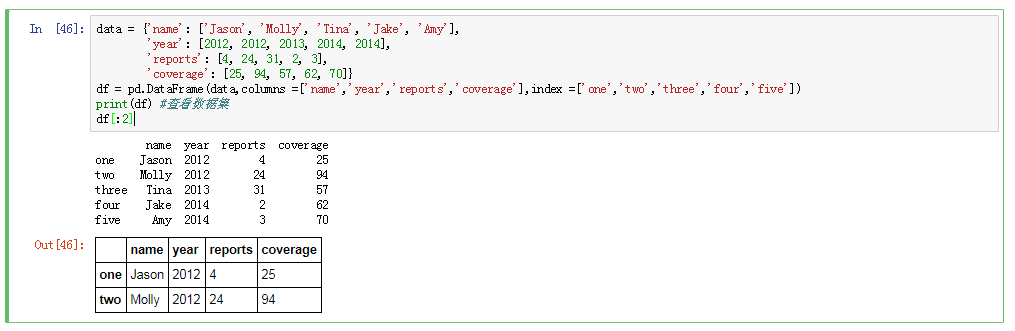 In [46]: data = {'name': ['Jason', 'Molly', 'Tina', 'Jake', 'Amy'],
'year': [2012, 2012, 2013, 2014, 2014],
'reports': [4, 24, 31, 2, 3],
'coverage': [25, 94, 57, 62, 70]}
df = pd.DataFrame(data,columns =['name','year','reports','coverage'],index =['one','two','three','four','five'])
print(df) #查看数据集
df[:2]
name year reports coverage
one Jason 2012 4 25
two Molly 2012 24 94
three Tina 2013 31 57
four Jake 2014 2 62
five Amy 2014 3 70
Out[46]:
name year reports coverage
one Jason 2012 4 25
two Molly 2012 24 94